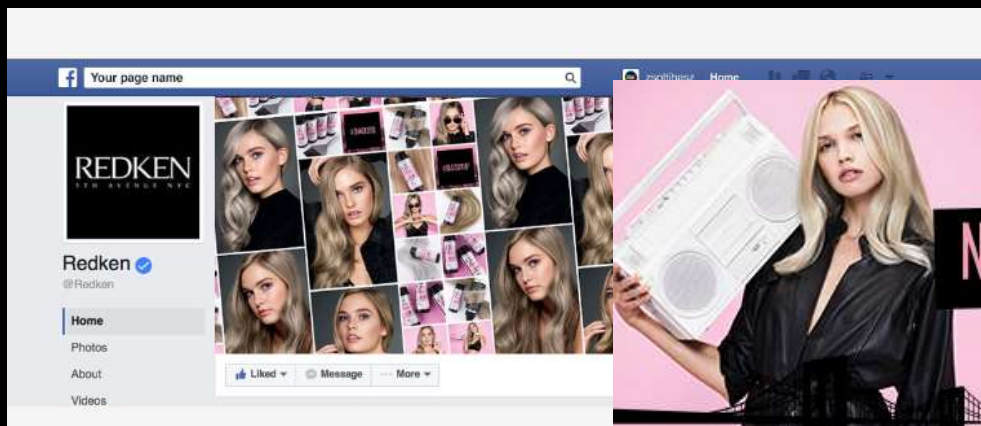 Your page name
Home
REDKEN
5TH AVENUE NYC
Redken
@Redken
Home
Photos
About
Videos
Liked
Message
More
N